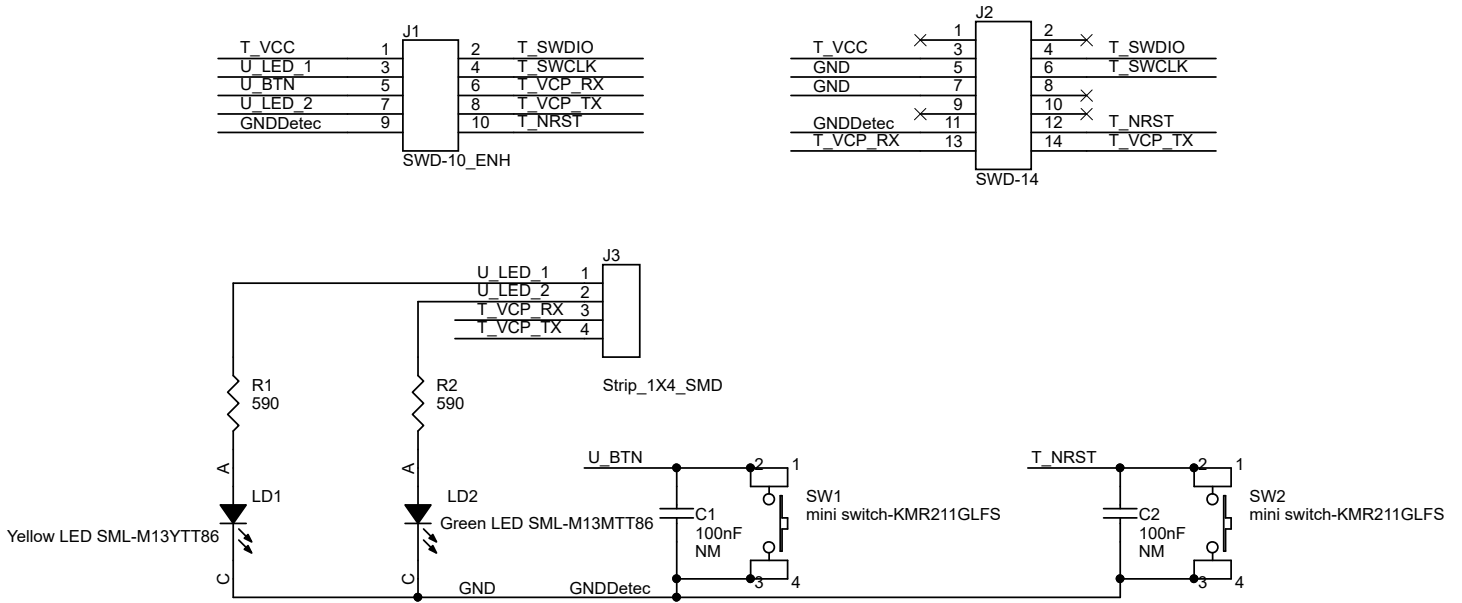 J1
T_VCC 1 2 T_SWDIO
U_LED_1 3 4 T_SWCLK
U_BTN 5 6 T_VCP_RX
U_LED_2 7 8 T_VCP_TX
GNDDetec 9 10 T_NRST
SWD-10_ENH
J2
1 2
T_VCC 3 4 T_SWDIO
GND 5 6 T_SWCLK
GND 7 8
9 10
GNDDetec 11 12 T_NRST
T_VCP_RX 13 14 T_VCP_TX
SWD-14
J3
U_LED_1 1
U_LED_2 2
T_VCP_RX 3
T_VCP_TX 4
Strip_1X4_SMD
R1
590
A
LD1
Yellow LED SML-M13YTT86
C
R2
590
A
LD2
Green LED SML-M13MTT86
C
GND
GNDDetec
U_BTN
C1
100nF
NM
2 1
SW1
mini switch-KMR211GLFS
3 4
T_NRST
C2
100nF
NM
2 1
SW2
mini switch-KMR211GLFS
3 4